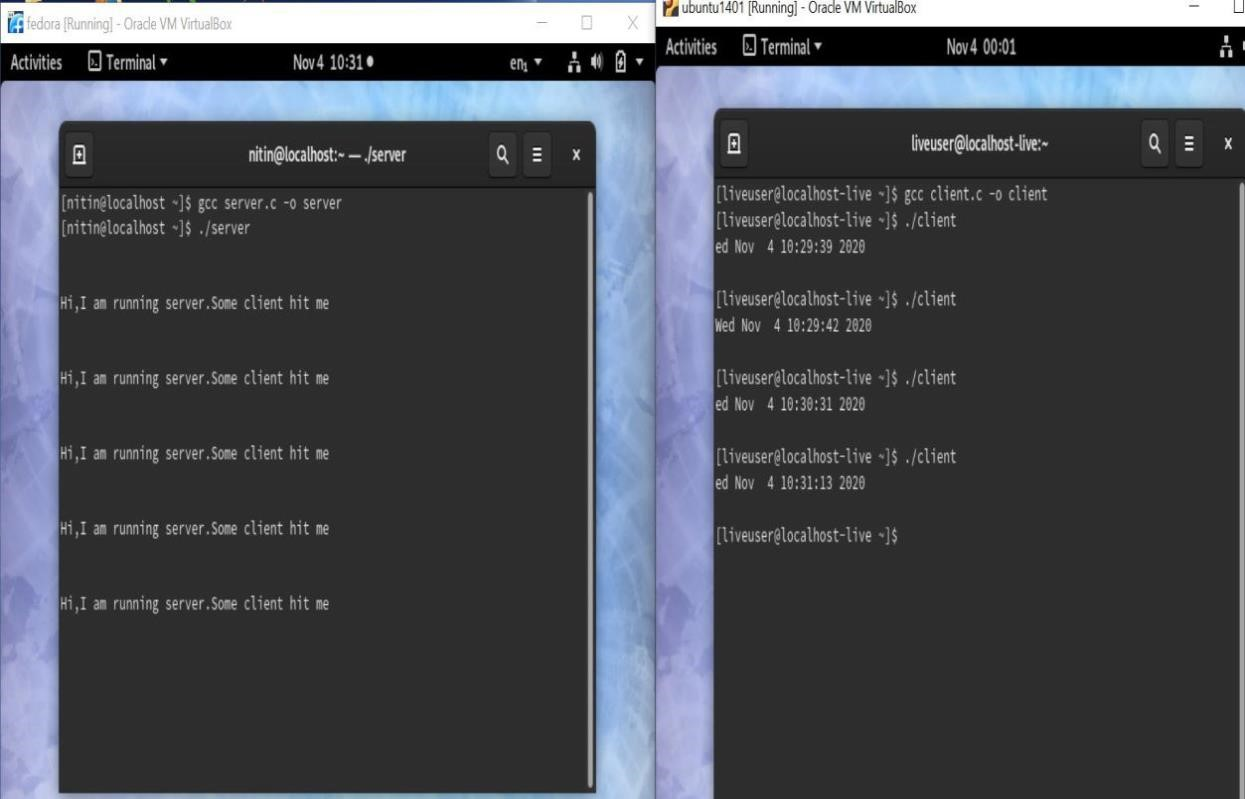 fedora [Running] - Oracle VM VirtualBox
Activities Terminal Nov 4 10:31 en₁
nitin@localhost:~ — ./server
[nitin@localhost ~]$ gcc server.c -o server
[nitin@localhost ~]$ ./server
Hi,I am running server.Some client hit me
Hi,I am running server.Some client hit me
Hi,I am running server.Some client hit me
Hi,I am running server.Some client hit me
Hi,I am running server.Some client hit me
ubuntu1401 [Running] - Oracle VM VirtualBox
Activities Terminal Nov 4 00:01
liveuser@localhost-live:~
[liveuser@localhost-live ~]$ gcc client.c -o client
[liveuser@localhost-live ~]$ ./client
ed Nov  4 10:29:39 2020
[liveuser@localhost-live ~]$ ./client
Wed Nov  4 10:29:42 2020
[liveuser@localhost-live ~]$ ./client
ed Nov  4 10:30:31 2020
[liveuser@localhost-live ~]$ ./client
ed Nov  4 10:31:13 2020
[liveuser@localhost-live ~]$